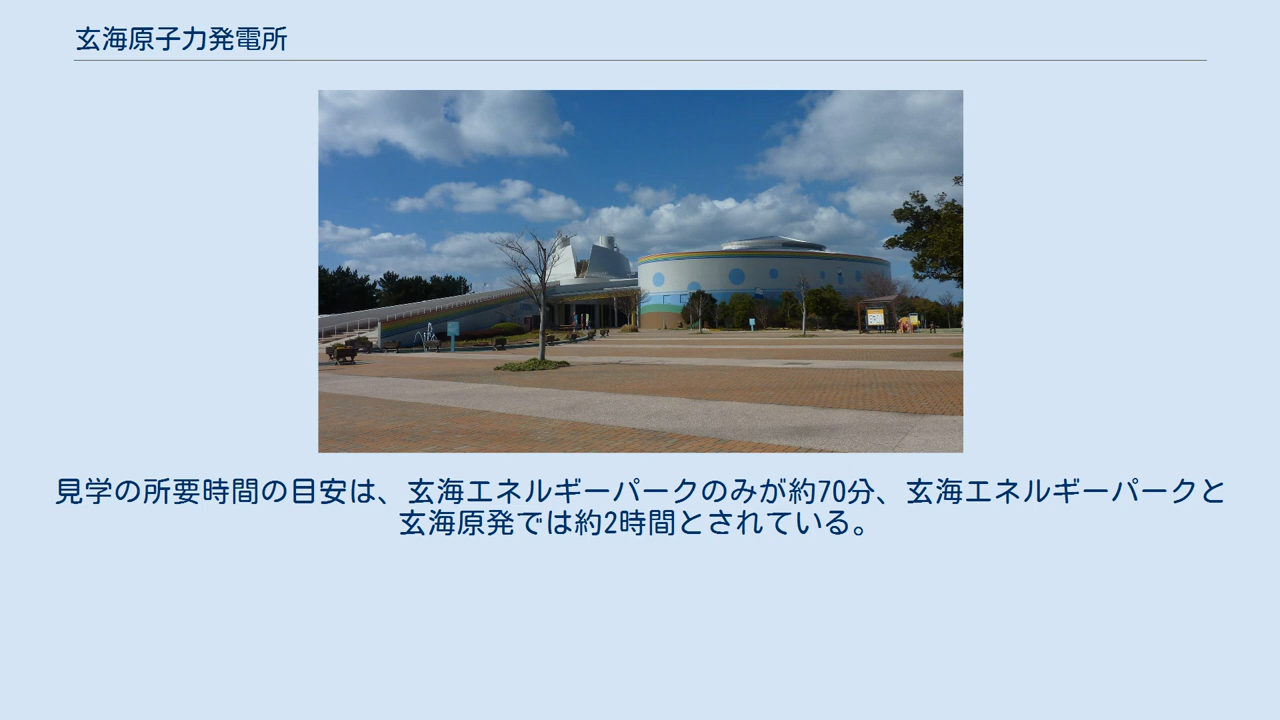 玄海原子力発電所
見学の所要時間の目安は、玄海エネルギーパークのみが約70分、玄海エネルギーパークと
玄海原発では約2時間とされている。